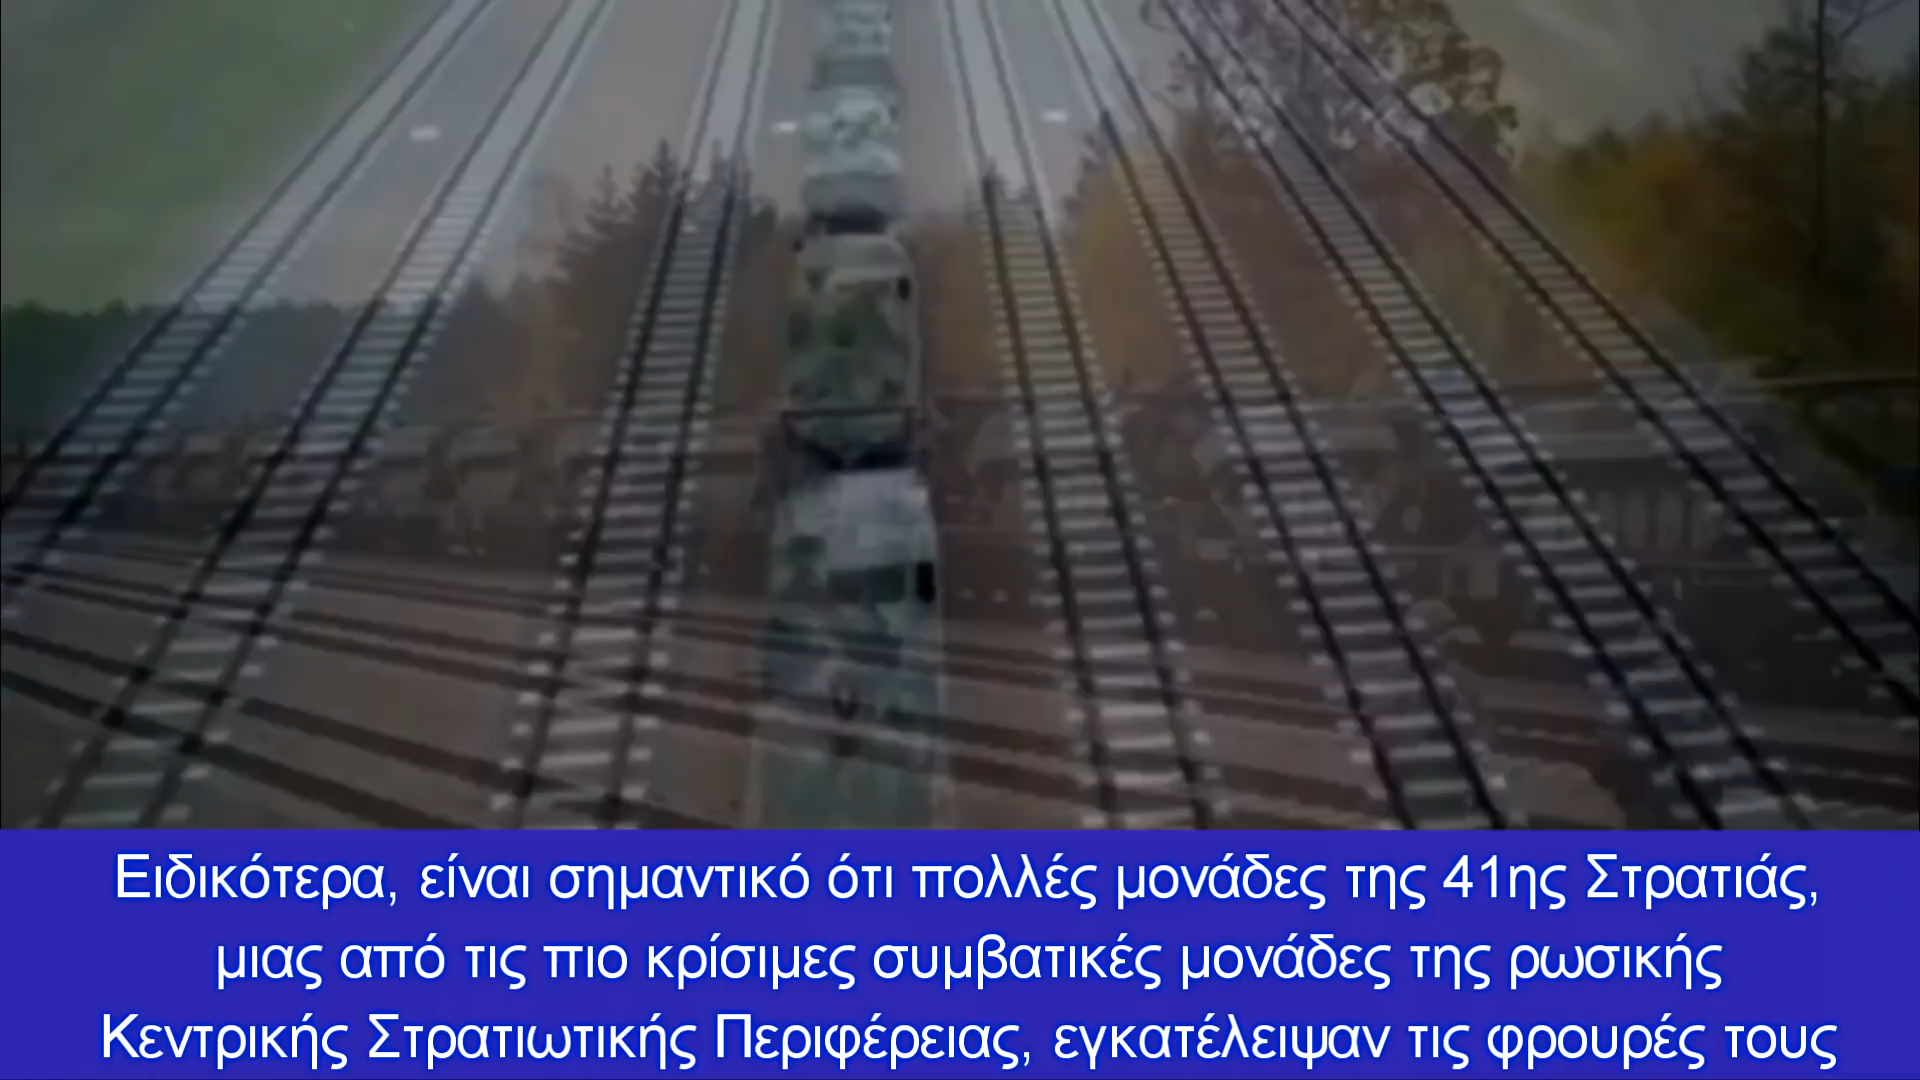 Ειδικότερα, είναι σημαντικό ότι πολλές μονάδες της 41ης Στρατιάς,
μιας από τις πιο κρίσιμες συμβατικές μονάδες της ρωσικής
Κεντρικής Στρατιωτικής Περιφέρειας, εγκατέλειψαν τις φρουρές τους